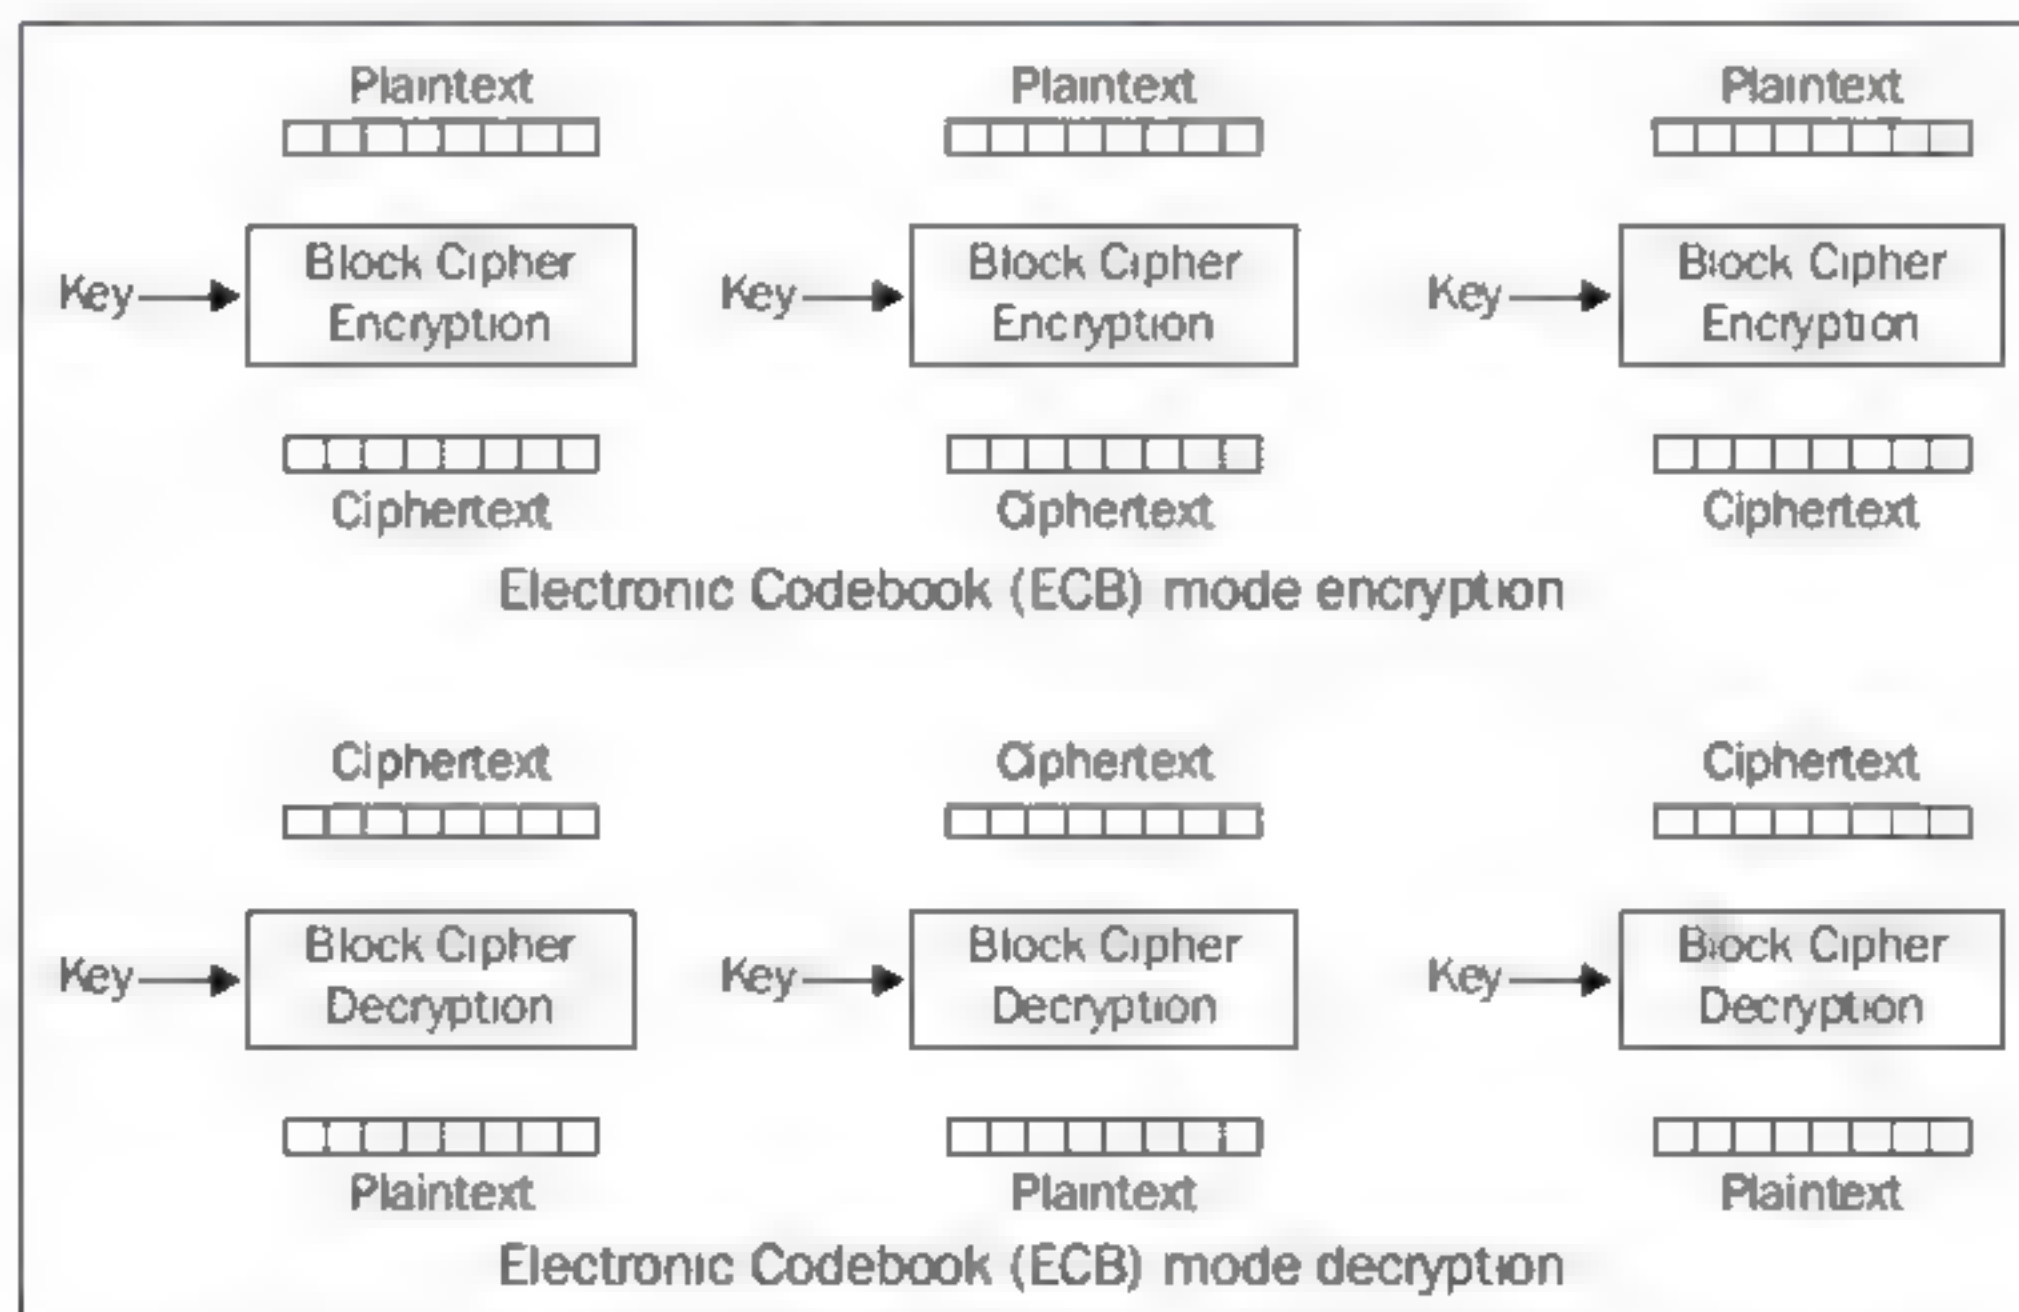 Plaintext Plaintext Plaintext
Key Block Cipher Encryption Key Block Cipher Encryption Key Block Cipher Encryption
Ciphertext Ciphertext Ciphertext
Electronic Codebook (ECB) mode encryption
Ciphertext Ciphertext Ciphertext
Key Block Cipher Decryption Key Block Cipher Decryption Key Block Cipher Decryption
Plaintext Plaintext Plaintext
Electronic Codebook (ECB) mode decryption